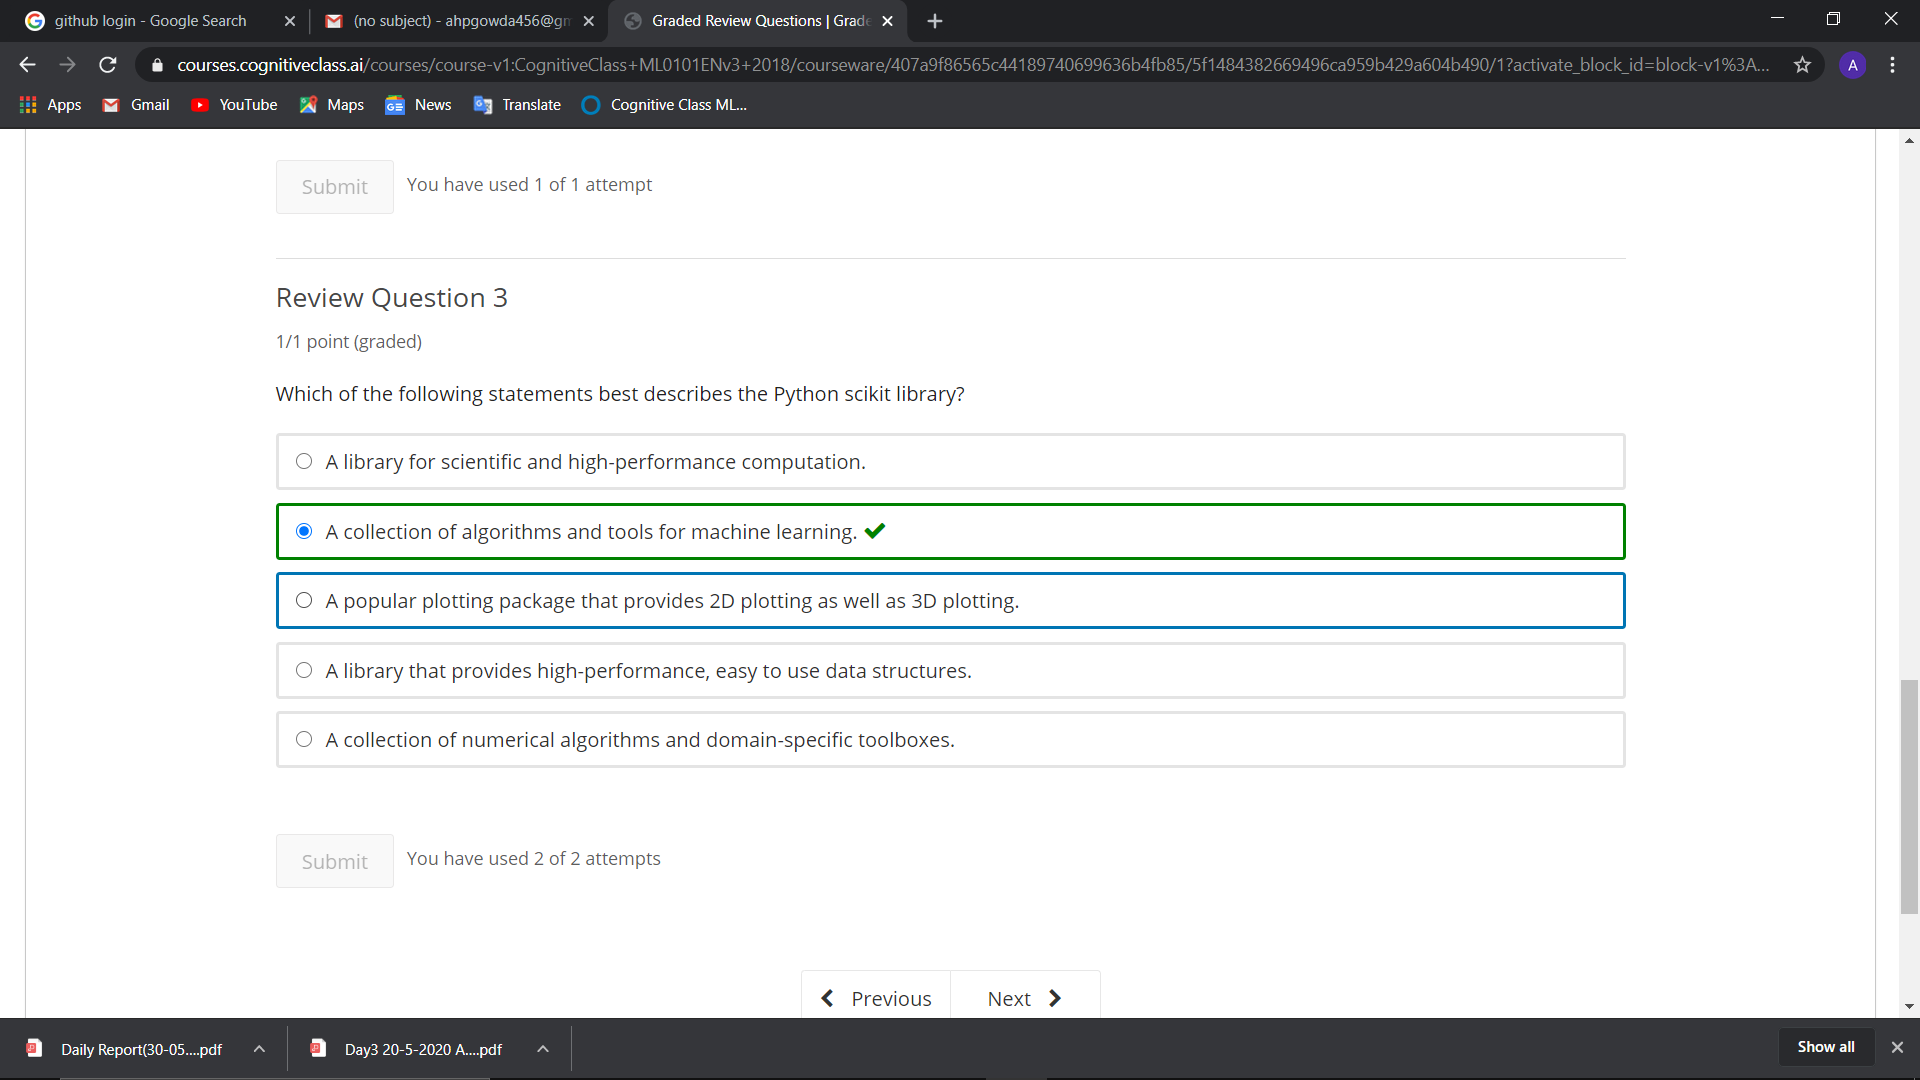 github login - Google Search
(no subject) - ahpgowda456@gm
Graded Review Questions | Grade
courses.cognitiveclass.ai/courses/course-v1:CognitiveClass+ML0101ENv3+2018/courseware/407a9f86565c44189740699636b4fb85/5f1484382669496ca959b429a604b490/1?activate_block_id=block-v1%3A...
A
Apps
Gmail
YouTube
Maps
News
Translate
Cognitive Class ML...
Submit
You have used 1 of 1 attempt
Review Question 3
1/1 point (graded)
Which of the following statements best describes the Python scikit library?
A library for scientific and high-performance computation.
A collection of algorithms and tools for machine learning.
A popular plotting package that provides 2D plotting as well as 3D plotting.
A library that provides high-performance, easy to use data structures.
A collection of numerical algorithms and domain-specific toolboxes.
Submit
You have used 2 of 2 attempts
Previous
Next
Daily Report(30-05....pdf
Day3 20-5-2020 A....pdf
Show all